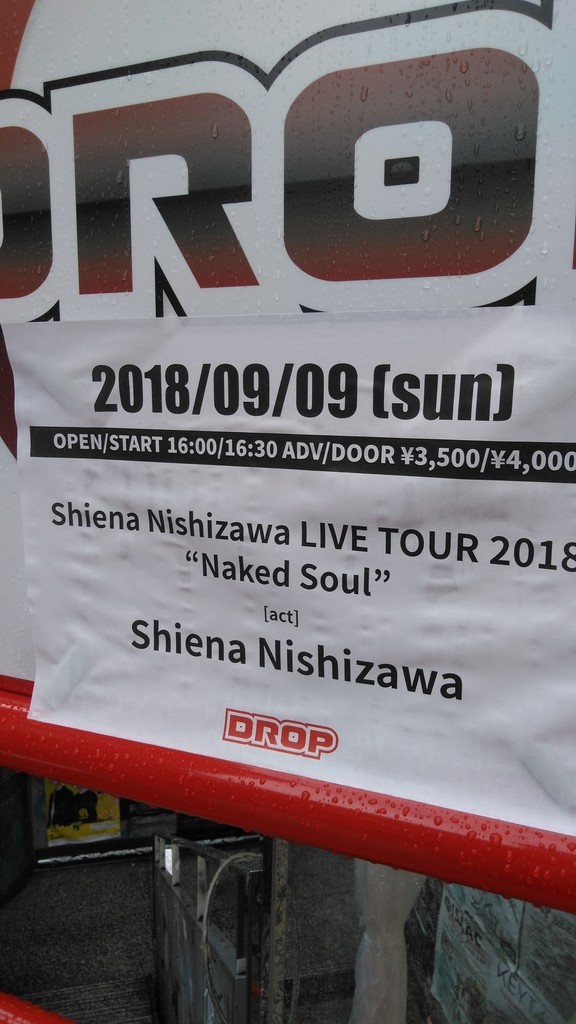 DRO
2018/09/09 (sun)
OPEN/START 16:00/16:30 ADV/DOOR ¥3,500/¥4,000
Shiena Nishizawa LIVE TOUR 2018
“Naked Soul”
[act]
Shiena Nishizawa
DROP